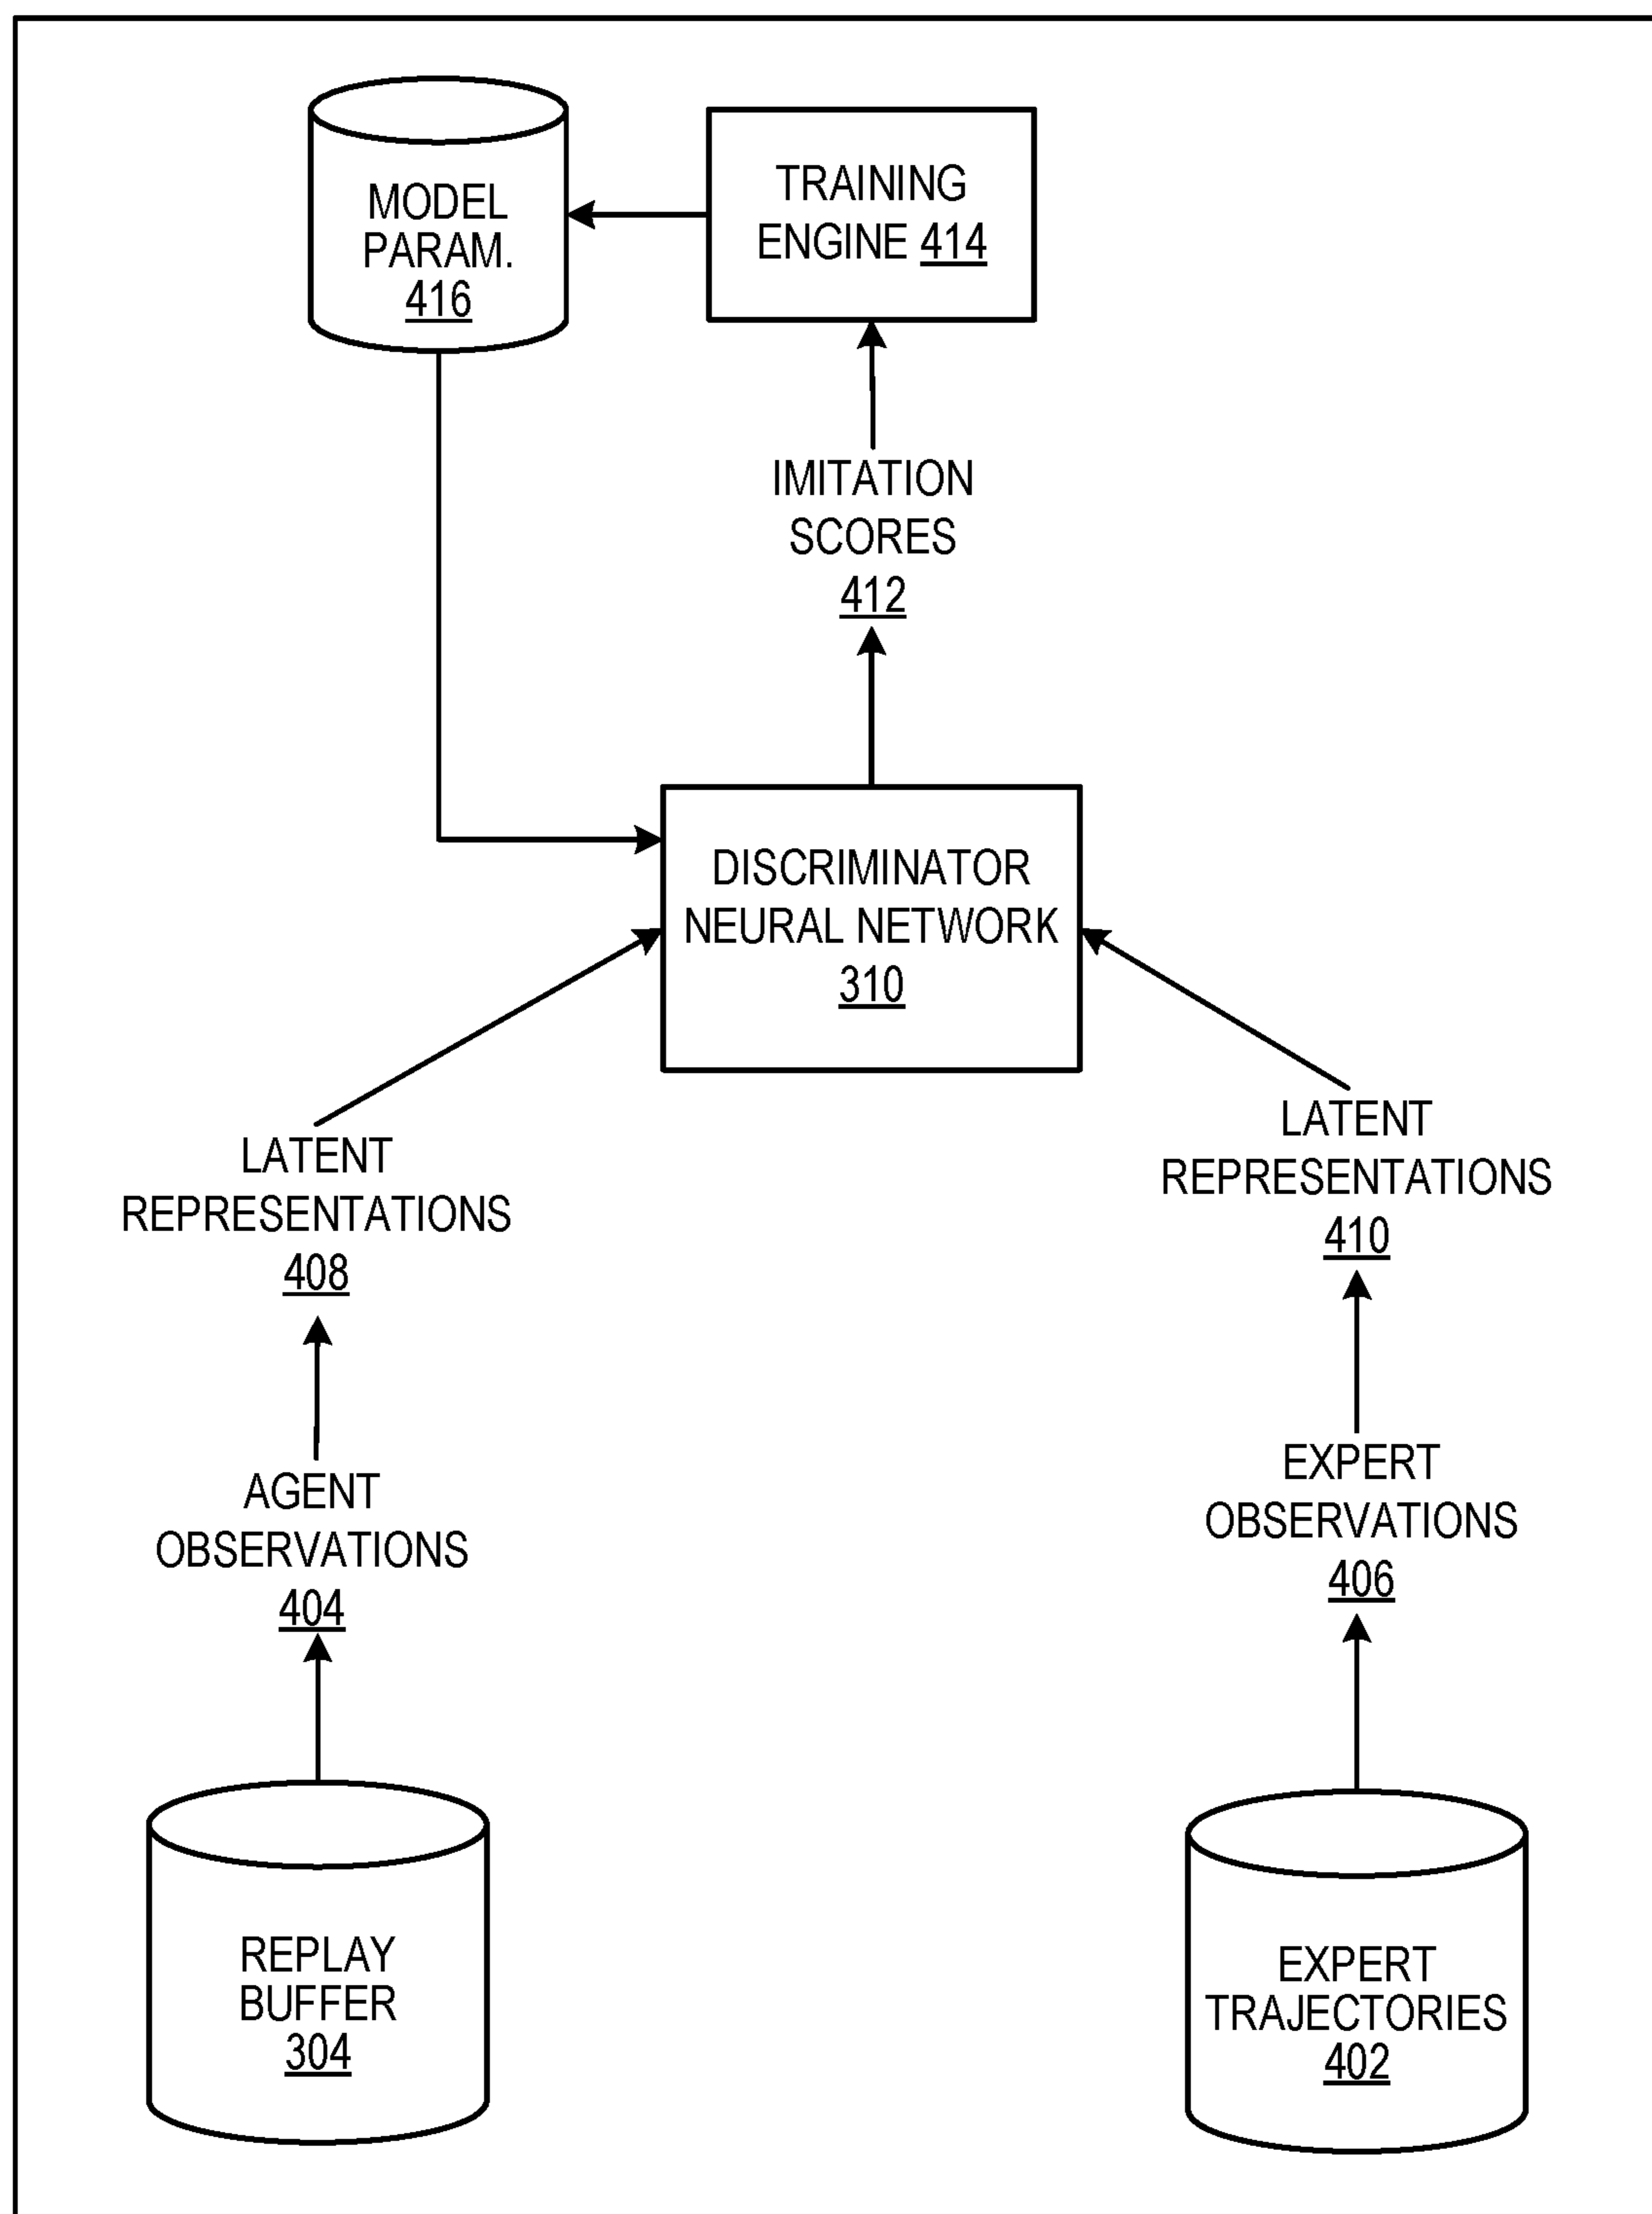 MODEL
PARAM.
416
TRAINING
ENGINE 414
IMITATION
SCORES
412
DISCRIMINATOR
NEURAL NETWORK
310
LATENT
REPRESENTATIONS
408
LATENT
REPRESENTATIONS
410
AGENT
OBSERVATIONS
404
EXPERT
OBSERVATIONS
406
REPLAY
BUFFER
304
EXPERT
TRAJECTORIES
402